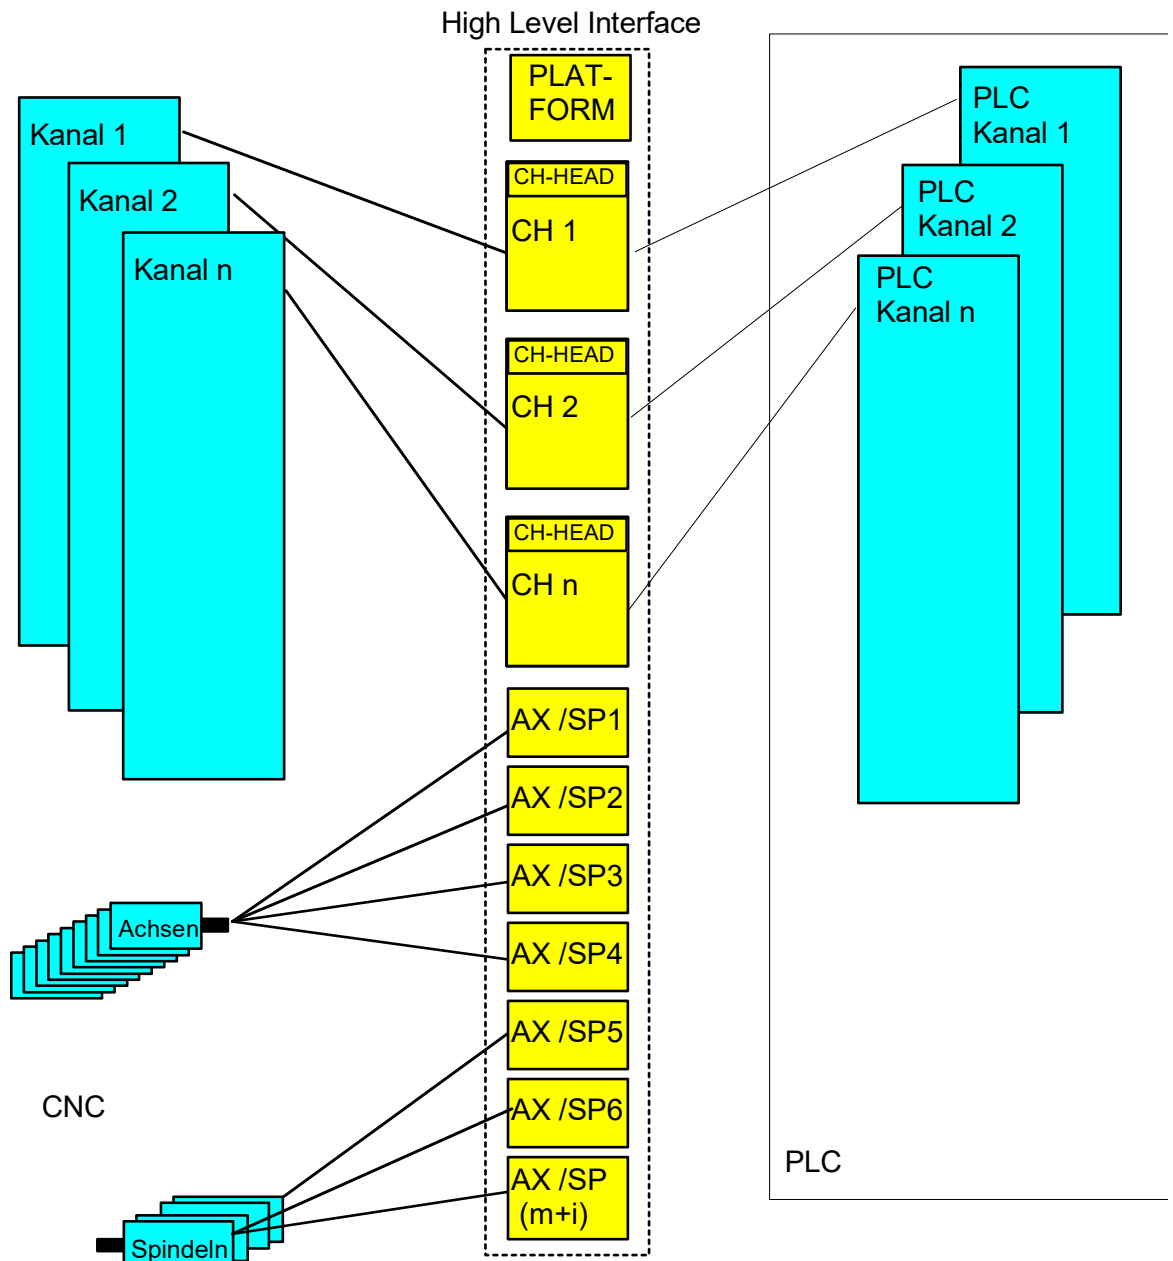 High Level Interface
PLAT-
FORM
Kanal 1
Kanal 2
Kanal n
CH-HEAD
CH 1
CH-HEAD
CH 2
CH-HEAD
CH n
PLC
Kanal 1
PLC
Kanal 2
PLC
Kanal n
AX /SP1
AX /SP2
AX /SP3
AX /SP4
AX /SP5
AX /SP6
AX /SP
(m+i)
Achsen
CNC
Spindeln
PLC